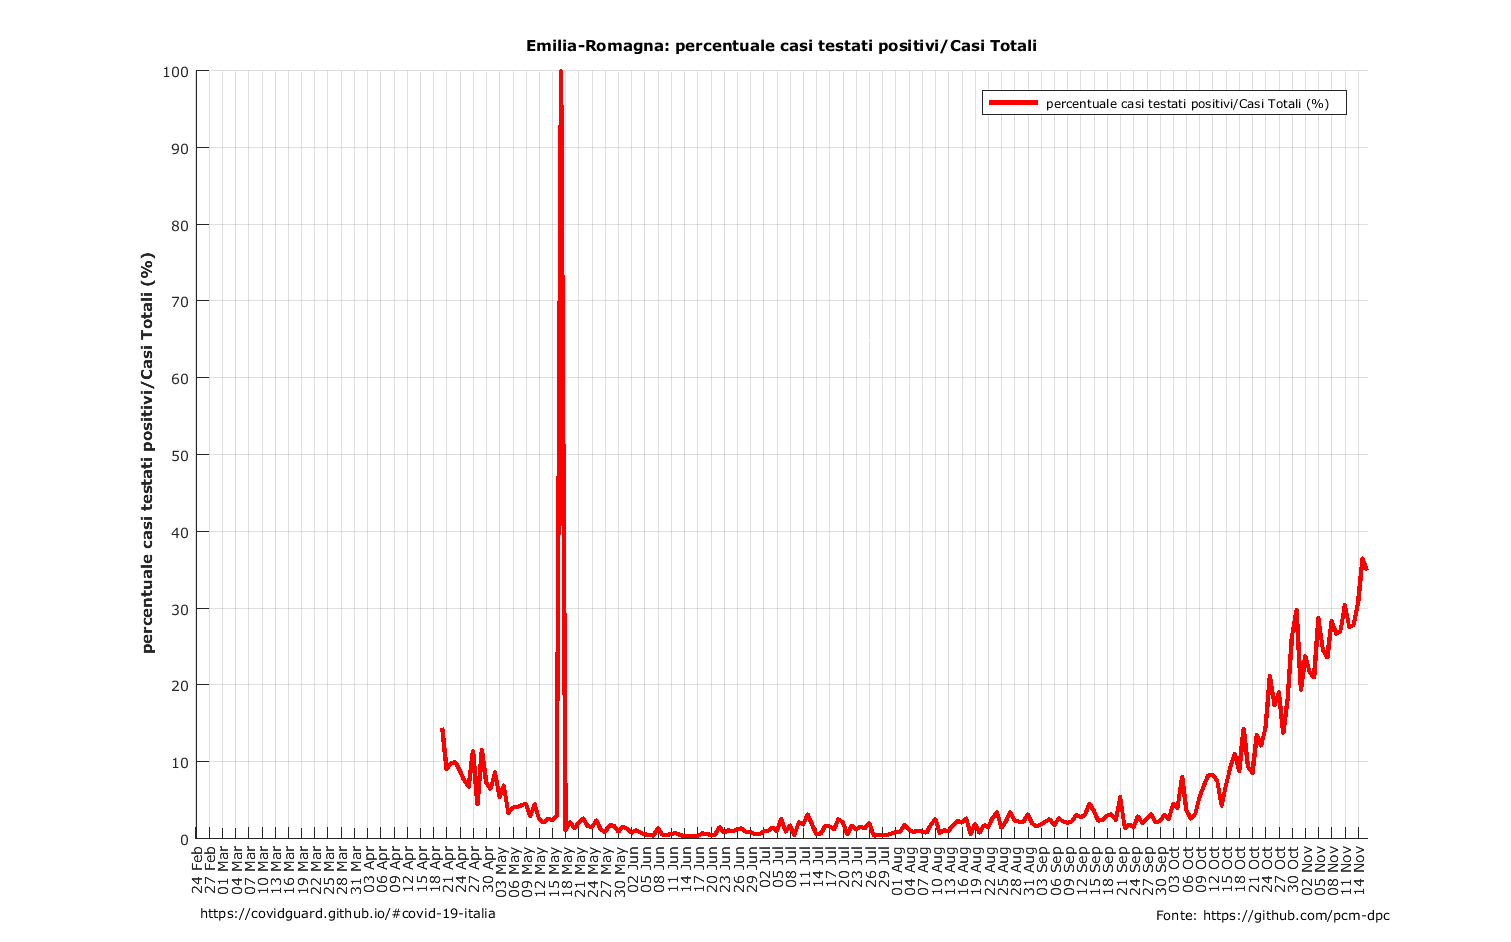 Emilia-Romagna: percentuale casi testati positivi/Casi Totali
percentuale casi testati positivi/Casi Totali (%)
percentuale casi testati positivi/Casi Totali (%)
100
90
80
70
60
50
40
30
20
10
0
24 Feb
27 Feb
01 Mar
04 Mar
07 Mar
10 Mar
13 Mar
16 Mar
19 Mar
22 Mar
25 Mar
28 Mar
31 Mar
03 Apr
06 Apr
09 Apr
12 Apr
15 Apr
18 Apr
21 Apr
24 Apr
27 Apr
30 Apr
03 May
06 May
09 May
12 May
15 May
18 May
21 May
24 May
27 May
30 May
02 Jun
05 Jun
08 Jun
11 Jun
14 Jun
17 Jun
20 Jun
23 Jun
26 Jun
29 Jun
02 Jul
05 Jul
08 Jul
11 Jul
14 Jul
17 Jul
20 Jul
23 Jul
26 Jul
29 Jul
01 Aug
04 Aug
07 Aug
10 Aug
13 Aug
16 Aug
19 Aug
22 Aug
25 Aug
28 Aug
31 Aug
03 Sep
06 Sep
09 Sep
12 Sep
15 Sep
18 Sep
21 Sep
24 Sep
27 Sep
30 Sep
03 Oct
06 Oct
09 Oct
12 Oct
15 Oct
18 Oct
21 Oct
24 Oct
27 Oct
30 Oct
02 Nov
05 Nov
08 Nov
11 Nov
14 Nov
https://covidguard.github.io/#covid-19-italia
Fonte: https://github.com/pcm-dpc